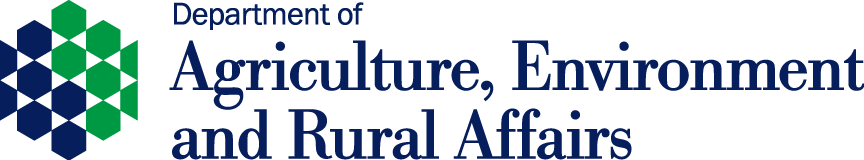 Department of
Agriculture, Environment
and Rural Affairs